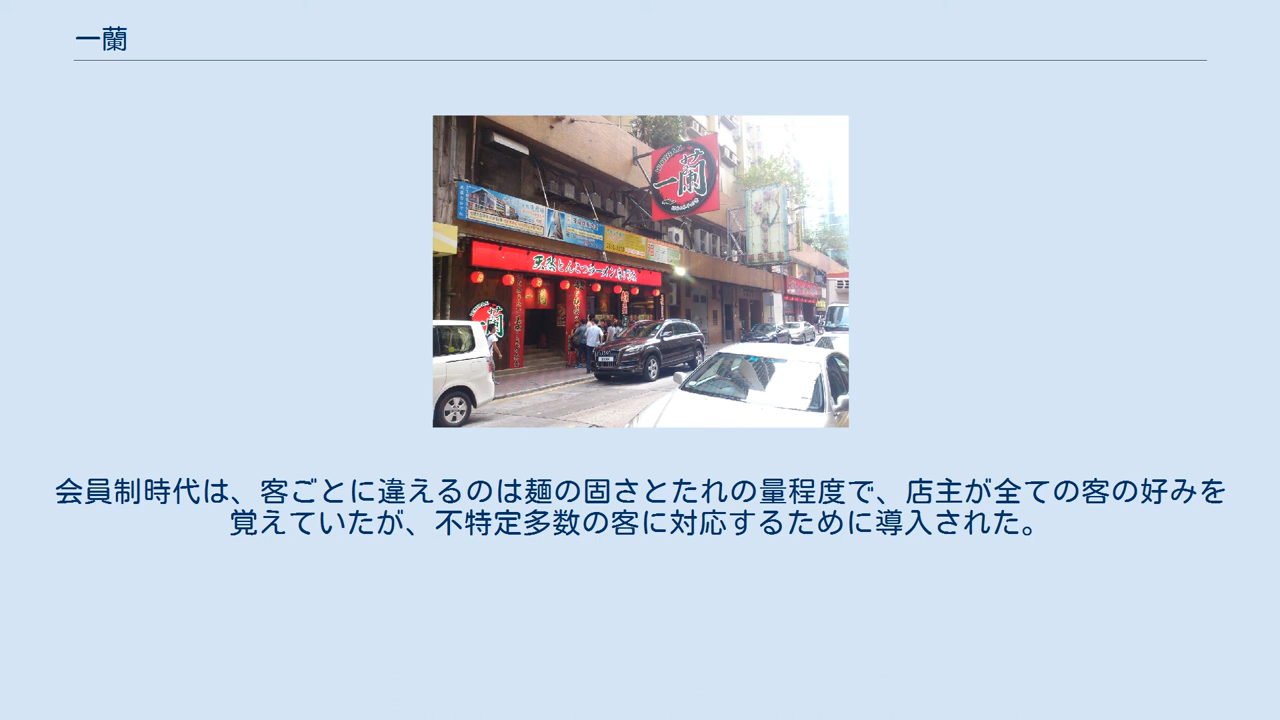 一蘭
一蘭
天然とんこつラーメン専門店
一蘭
会員制時代は、客ごとに違えるのは麺の固さとたれの量程度で、店主が全ての客の好みを
覚えていたが、不特定多数の客に対応するために導入された。